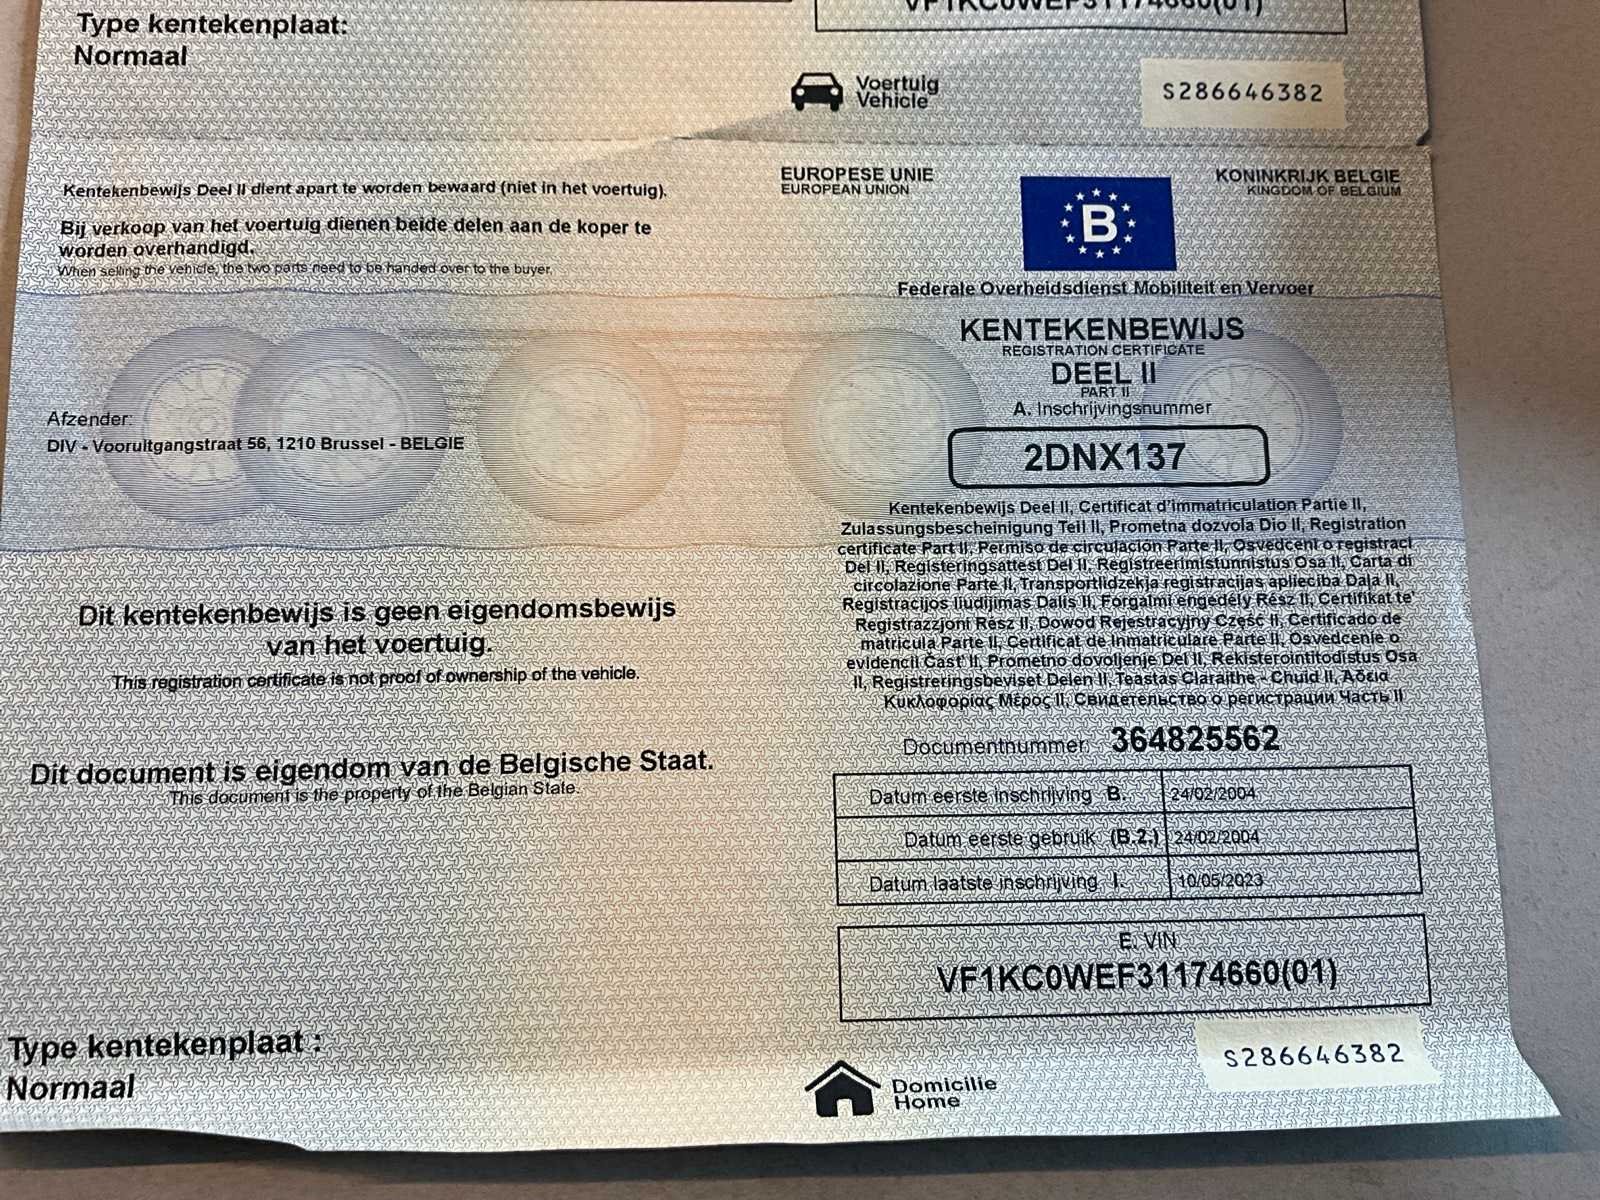 Type kentekenplaat:
Normaal
VF1KC0WEF31174660(01)
Voertuig
Vehicle
S286646382
Kentekenbewijs Deel II dient apart te worden bewaard (niet in het voertuig).
Bij verkoop van het voertuig dienen beide delen aan de koper te
worden overhandigd.
When selling the vehicle, the two parts need to be handed over to the buyer.
Afzender:
DIV - Vooruitgangstraat 56, 1210 Brussel - BELGIE
Dit kentekenbewijs is geen eigendomsbewijs
van het voertuig.
This registration certificate is not proof of ownership of the vehicle.
Dit document is eigendom van de Belgische Staat.
This document is the property of the Belgian State.
Type kentekenplaat :
Normaal
EUROPESE UNIE
EUROPEAN UNION
B
KONINKRIJK BELGIE
KINGDOM OF BELGIUM
Federale Overheidsdienst Mobiliteit en Vervoer
KENTEKENBEWIJS
REGISTRATION CERTIFICATE
DEEL II
PART II
A. Inschrijvingsnummer
2DNX137
Kentekenbewijs Deel II, Certificat d'immatriculation Partie II,
Zulassungsbescheinigung Teil II, Prometna dozvola Dio II, Registration
certificate Part II, Permiso de circulación Parte II, Osvedcení o registraci
Del II, Registeringsattest Del II, Registreerimistunnistus Osa II, Carta di
circolazione Parte II, Transportlidzekja registracijas aplieciba Daļa II,
Registracijos liudijimas Dalis II, Forgalmi engedély Rész II, Certifikat te'
Registrazzjoni Rész II, Dowod Rejestracyjny Część II, Certificado de
matricula Parte II, Certificat de Inmatriculare Parte II, Osvedcenie o
evidencii Čast' II, Prometno dovoljenje Del II, Rekisterointitodistus Osa
II, Registreringsbeviset Delen II, Teastas Claraithe - Chuid II, Άδεια
Κυκλοφορίας Μέρος II, Свидетельство о регистрации Часть II
Documentnummer: 364825562
Datum eerste inschrijving B. 24/02/2004
Datum eerste gebruik (B.2.) 24/02/2004
Datum laatste inschrijving I. 10/05/2023
E. VIN
VF1KC0WEF31174660(01)
Domicilie
Home
S286646382